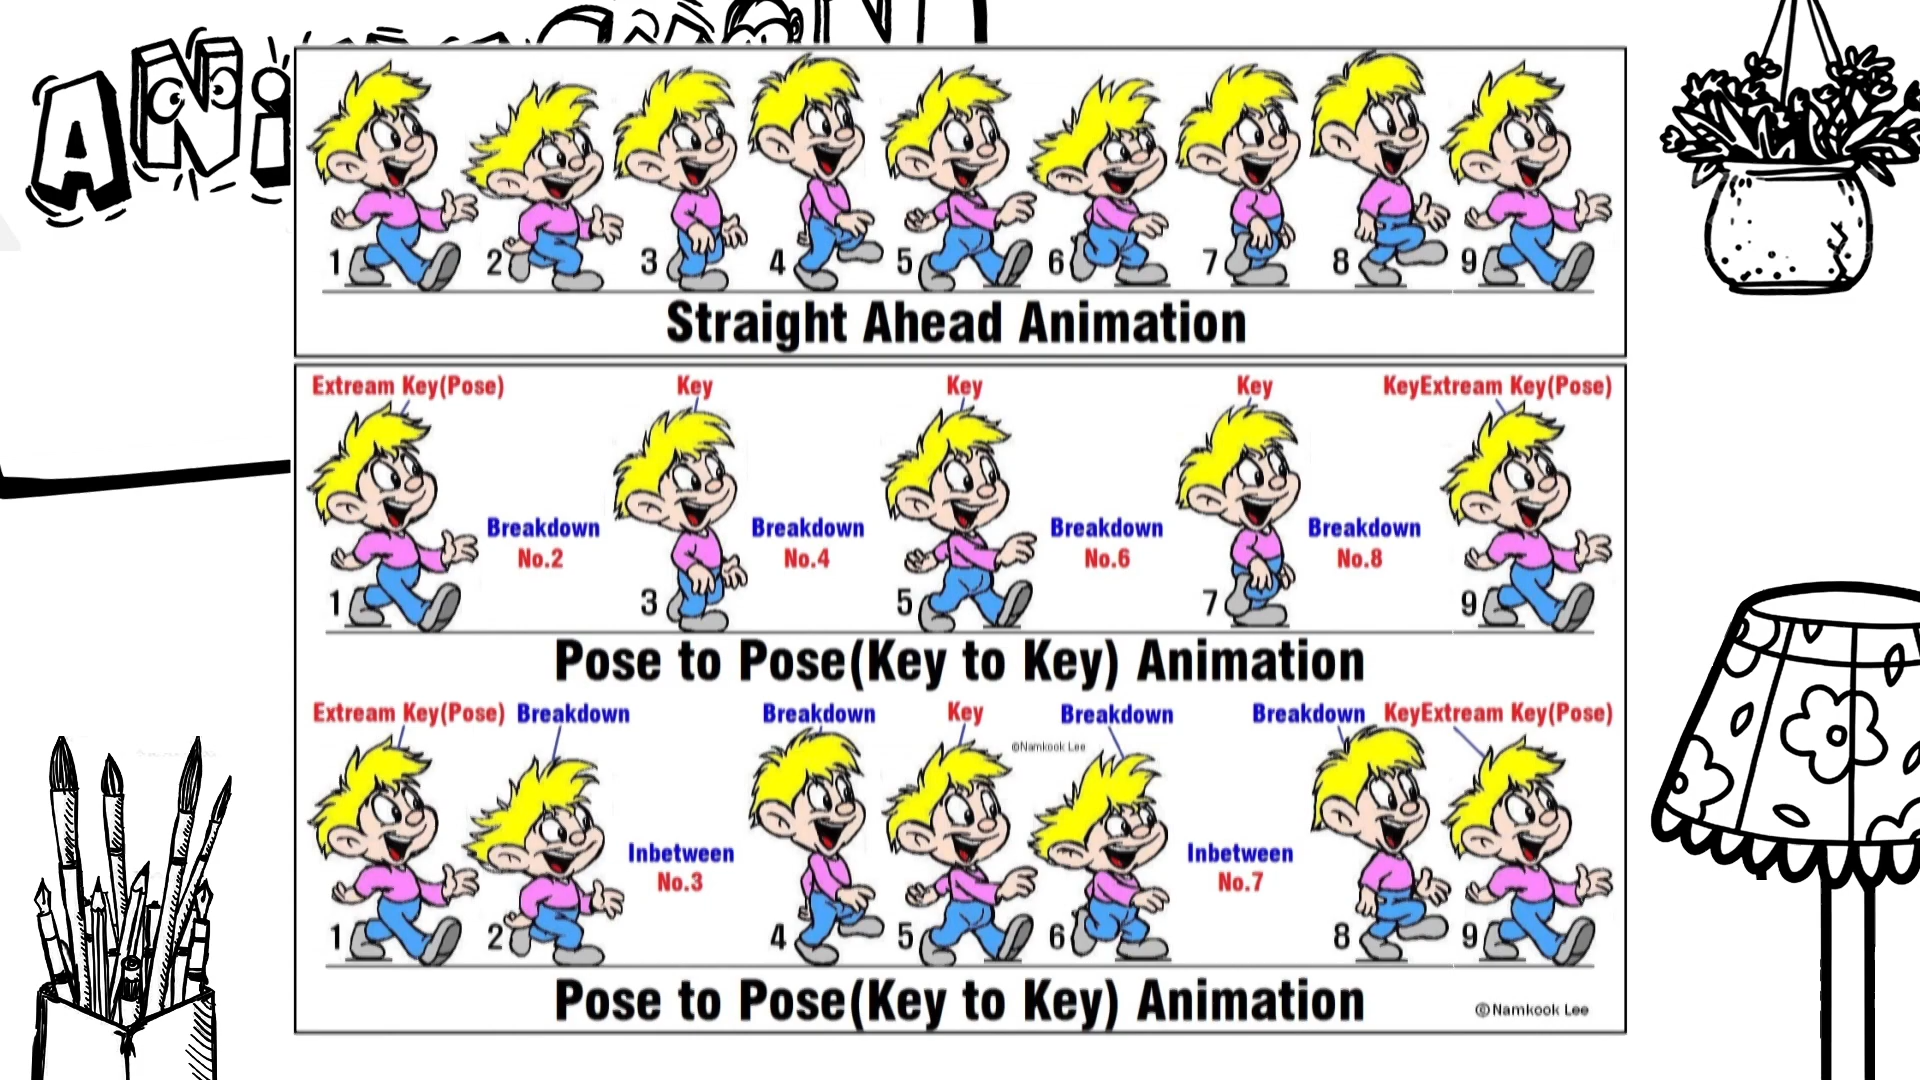 ANi
1 2 3 4 5 6 7 8 9
Straight Ahead Animation
Extream Key(Pose) Key Key Key KeyExtream Key(Pose)
Breakdown Breakdown Breakdown Breakdown
No.2 No.4 No.6 No.8
1 3 5 7 9
Pose to Pose(Key to Key) Animation
Extream Key(Pose) Breakdown Breakdown Key Breakdown Breakdown KeyExtream Key(Pose)
©Namkook Lee
Inbetween Inbetween
No.3 No.7
1 2 4 5 6 8 9
Pose to Pose(Key to Key) Animation
©Namkook Lee